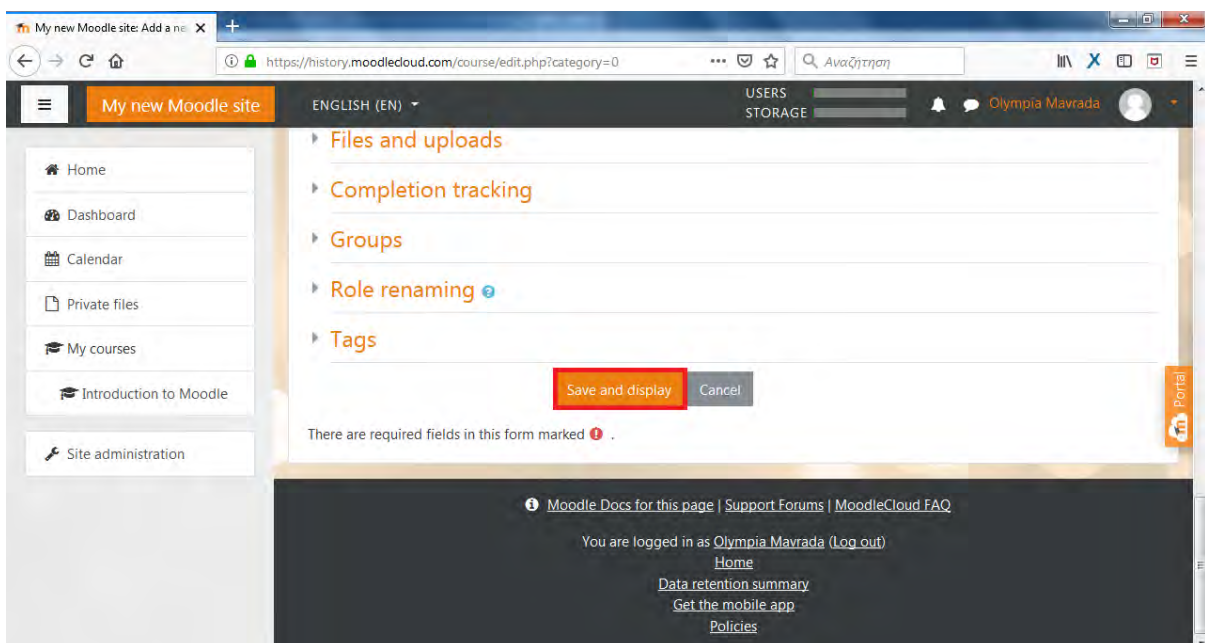 My new Moodle site: Add a ne
https://history.moodlecloud.com/course/edit.php?category=0
Αναζήτηση
My new Moodle site
ENGLISH (EN)
USERS
STORAGE
Olympia Mavrada
Home
Dashboard
Calendar
Private files
My courses
Introduction to Moodle
Site administration
Files and uploads
Completion tracking
Groups
Role renaming
Tags
Save and display
Cancel
There are required fields in this form marked .
Portal
Moodle Docs for this page | Support Forums | MoodleCloud FAQ
You are logged in as Olympia Mavrada (Log out)
Home
Data retention summary
Get the mobile app
Policies